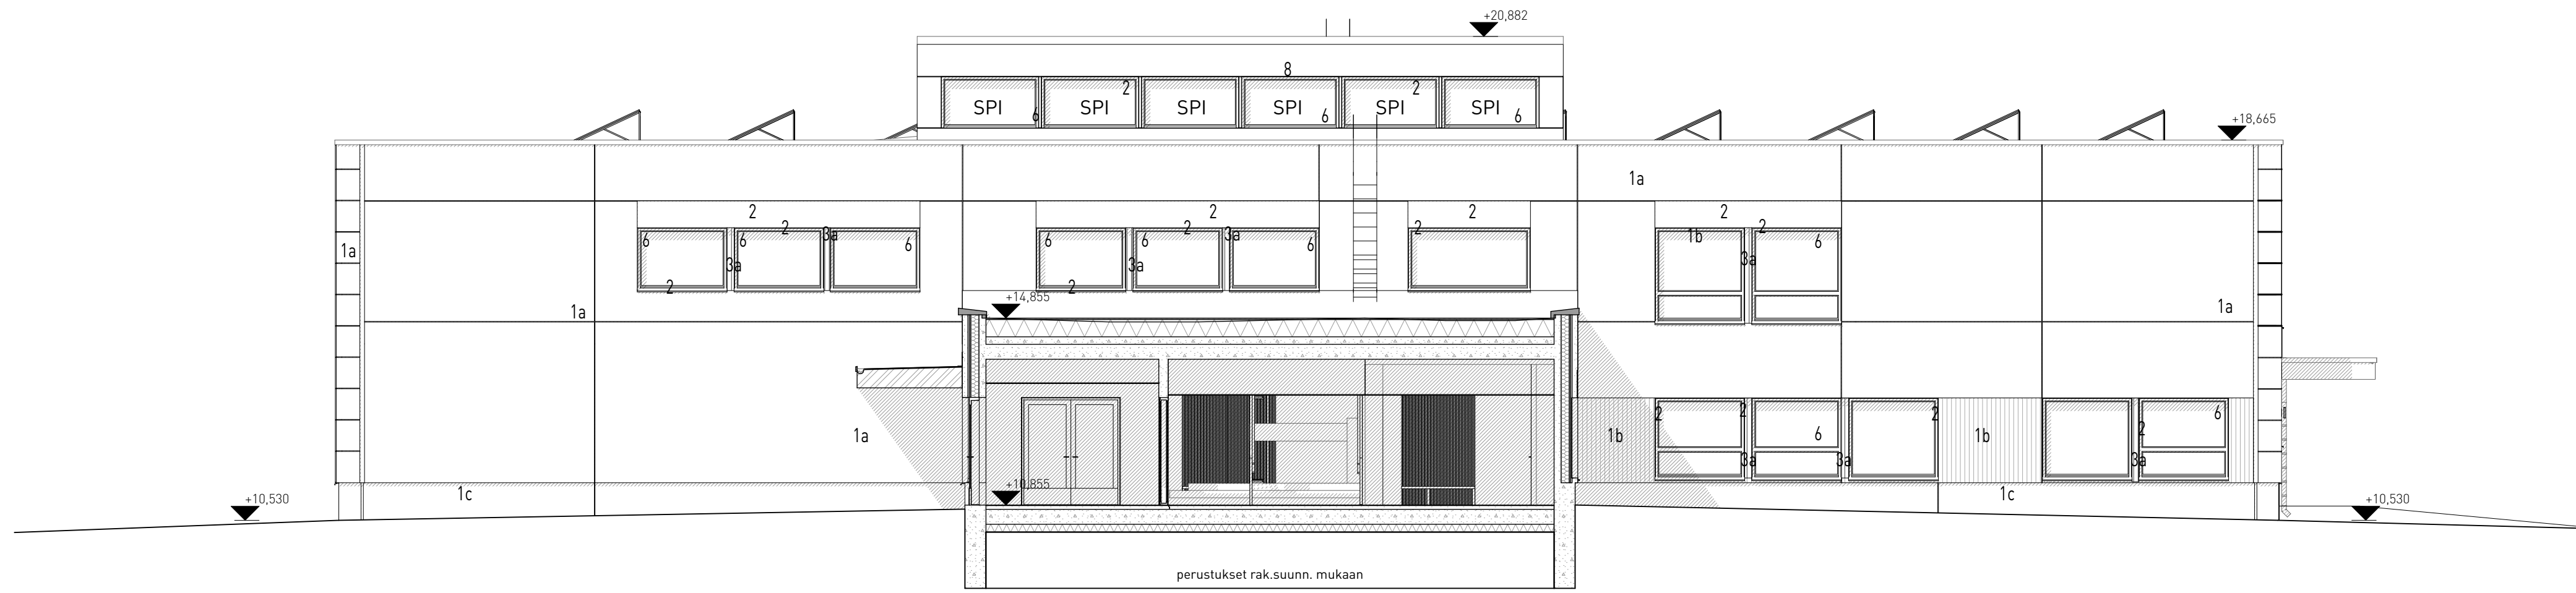 +20,882
8
2 2
SPI SPI SPI SPI SPI SPI
6 6 6
+18,665
1a
2 2 2 2
2 2 2 2
6 6 3a 6 6 6 3a 6 1b 6
1a
3a 3a 3a
2 2
+14,855
1a 1a
2 2 2 6
1a 1b 6 1b 2
3a 3a 3a
+10,855
1c 1c
+10,530 +10,530
perustukset rak.suunn. mukaan